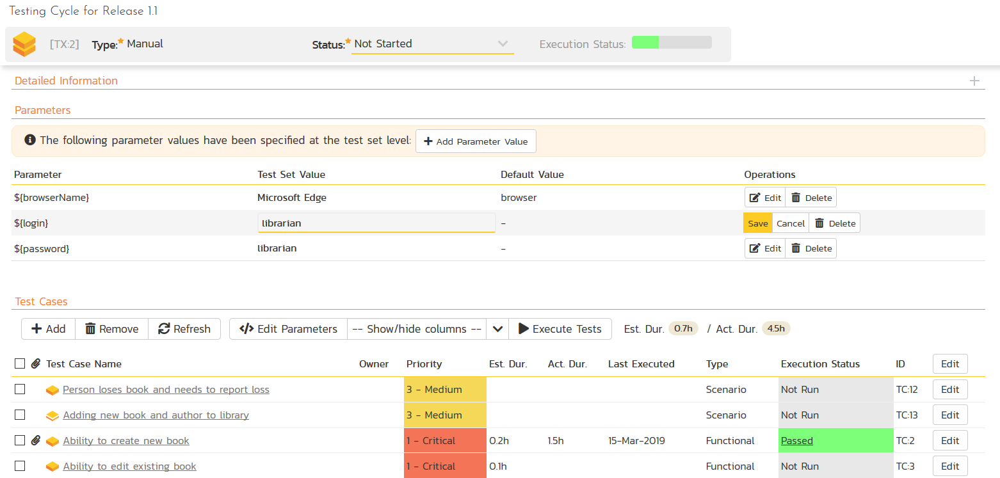 Testing Cycle for Release 1.1
[TX:2] Type: Manual Status: Not Started Execution Status:
Detailed Information
Parameters
The following parameter values have been specified at the test set level: Add Parameter Value
Parameter Test Set Value Default Value Operations
${browserName} Microsoft Edge browser Edit Delete
${login} librarian - Save Cancel Delete
${password} librarian - Edit Delete
Test Cases
Add Remove Refresh Edit Parameters -- Show/hide columns -- Execute Tests Est. Dur. 0.7h / Act. Dur. 4.5h
Test Case Name Owner Priority Est. Dur. Act. Dur. Last Executed Type Execution Status ID Edit
Person loses book and needs to report loss 3 - Medium Scenario Not Run TC:12 Edit
Adding new book and author to library 3 - Medium Scenario Not Run TC:13 Edit
Ability to create new book 1 - Critical 0.2h 1.5h 15-Mar-2019 Functional Passed TC:2 Edit
Ability to edit existing book 1 - Critical 0.1h Functional Not Run TC:3 Edit